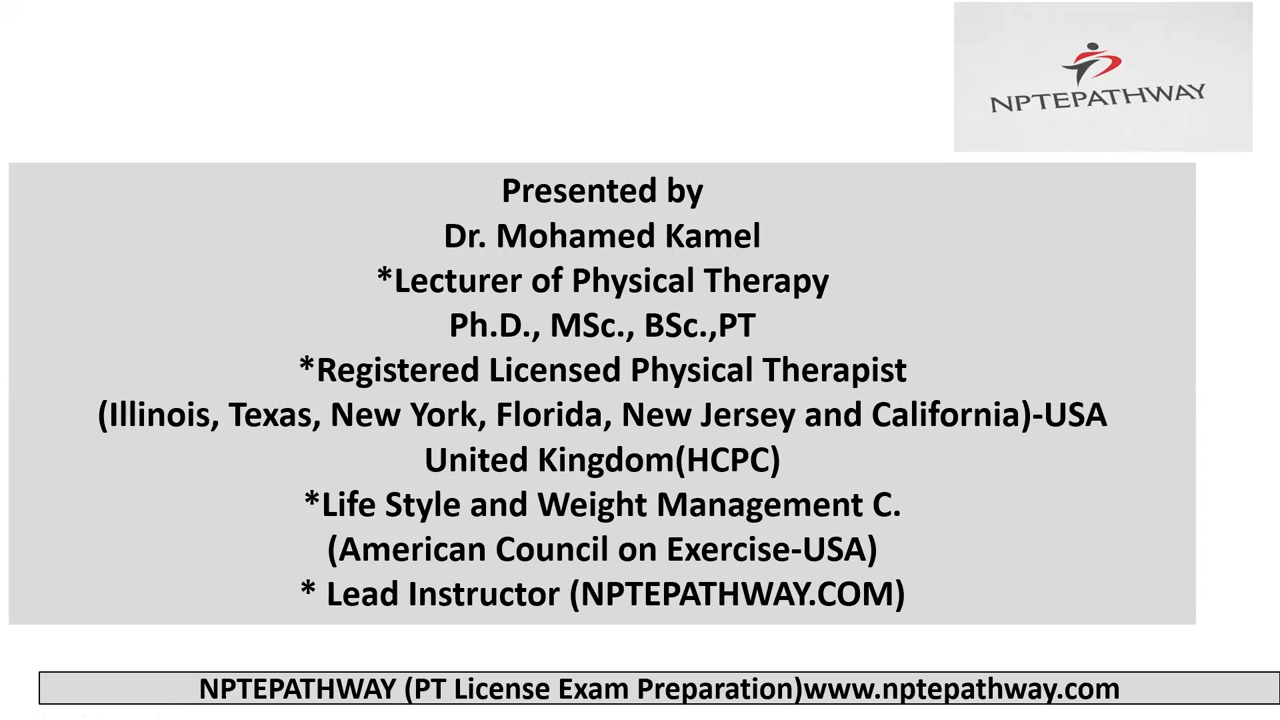 NPTEPATHWAY
Presented by
Dr. Mohamed Kamel
*Lecturer of Physical Therapy
Ph.D., MSc., BSc.,PT
*Registered Licensed Physical Therapist
(Illinois, Texas, New York, Florida, New Jersey and California)-USA
United Kingdom(HCPC)
*Life Style and Weight Management C.
(American Council on Exercise-USA)
* Lead Instructor (NPTEPATHWAY.COM)
NPTEPATHWAY (PT License Exam Preparation)www.nptepathway.com